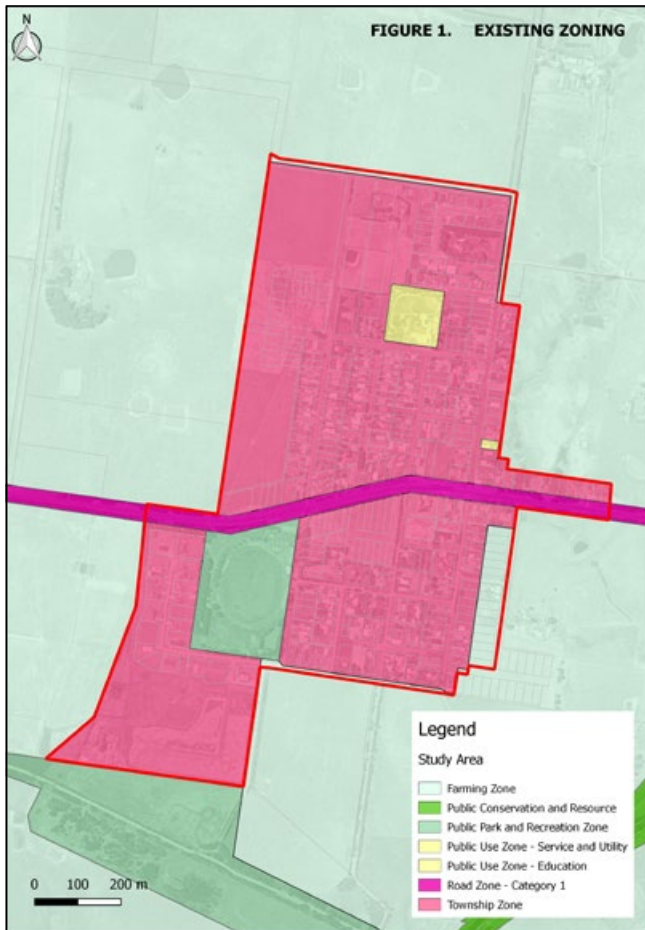 N
FIGURE 1. EXISTING ZONING
Legend
Study Area
Farming Zone
Public Conservation and Resource
Public Park and Recreation Zone
Public Use Zone - Service and Utility
Public Use Zone - Education
Road Zone - Category 1
Township Zone
0 100 200 m